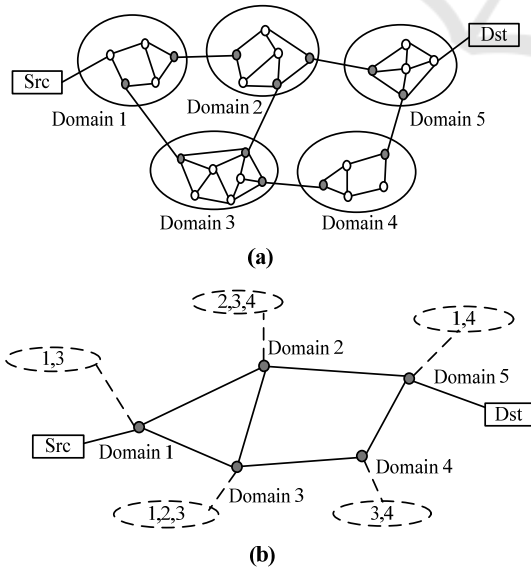 Src
Dst
Domain 1
Domain 2
Domain 5
Domain 3
Domain 4
(a)
2,3,4
1,4
1,3
Domain 2
Domain 5
Dst
Src
Domain 1
Domain 4
Domain 3
1,2,3
3,4
(b)